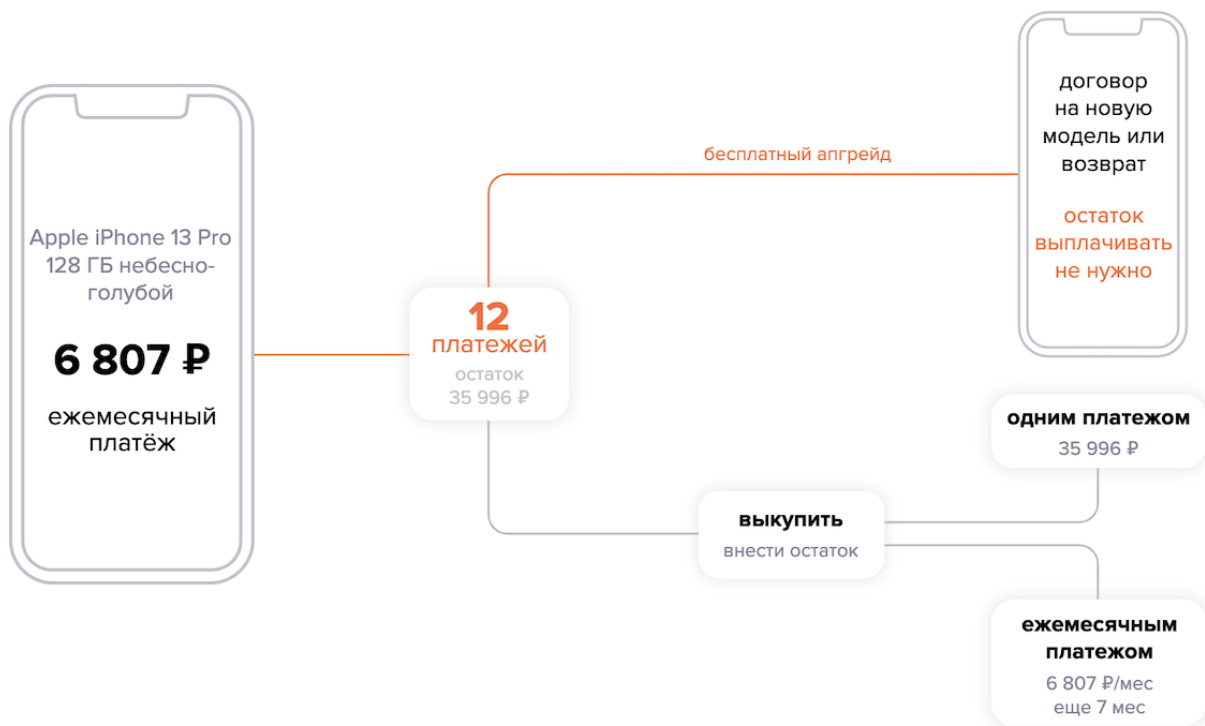 Apple iPhone 13 Pro
128 ГБ небесно-
голубой
6 807 ₽
ежемесячный
платёж
12
платежей
остаток
35 996 ₽
бесплатный апгрейд
договор
на новую
модель или
возврат
остаток
выплачивать
не нужно
выкупить
внести остаток
одним платежом
35 996 ₽
ежемесячным
платежом
6 807 ₽/мес
еще 7 мес